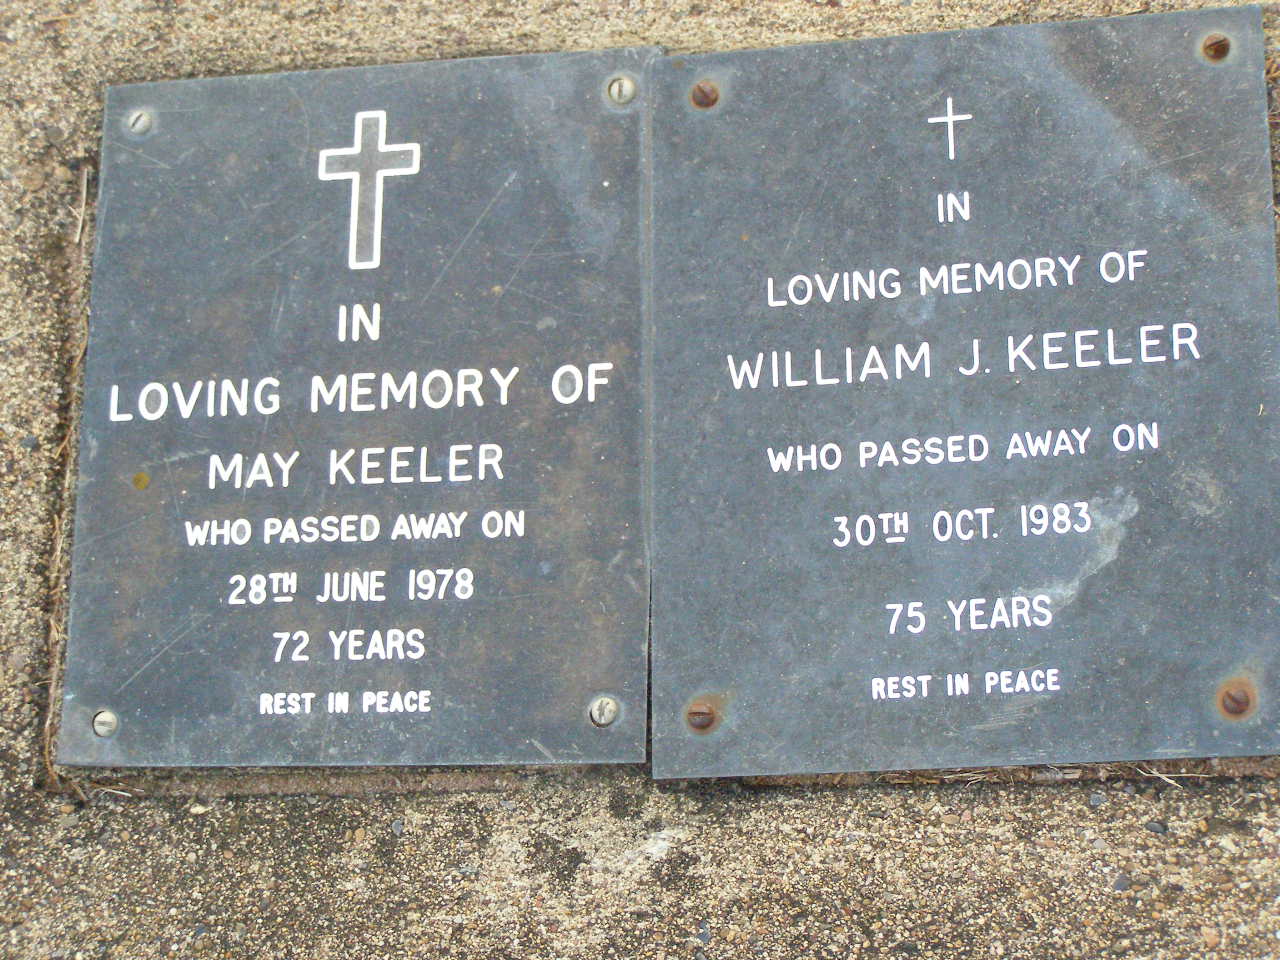 IN
LOVING MEMORY OF
MAY KEELER
WHO PASSED AWAY ON
28TH JUNE 1978
72 YEARS
REST IN PEACE
IN
LOVING MEMORY OF
WILLIAM J. KEELER
WHO PASSED AWAY ON
30TH OCT. 1983
75 YEARS
REST IN PEACE